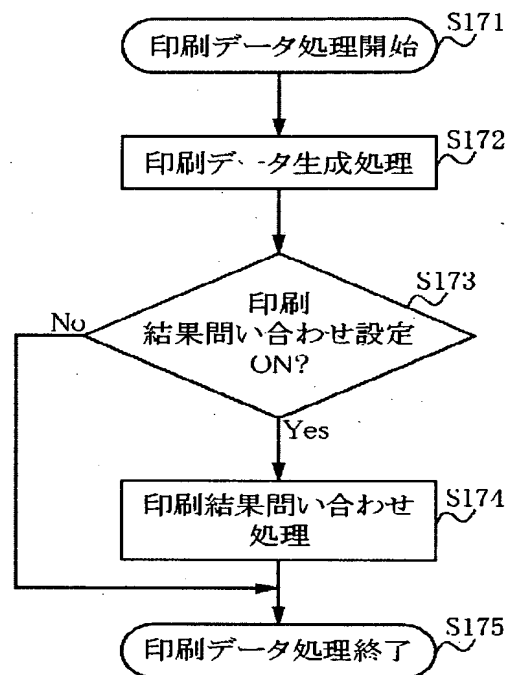 S171
印刷データ処理開始
S172
印刷データ生成処理
S173
印刷
結果問い合わせ設定
ON?
No
Yes
S174
印刷結果問い合わせ
処理
S175
印刷データ処理終了